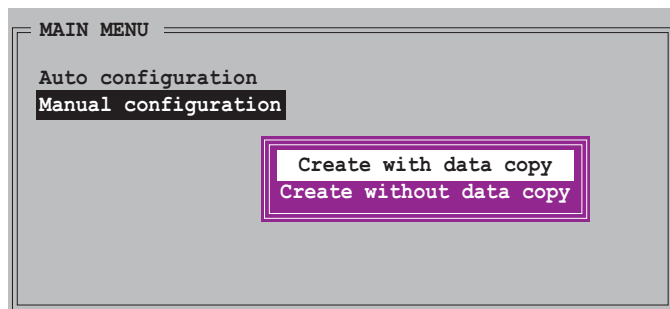 MAIN MENU
Auto configuration
Manual configuration
Create with data copy
Create without data copy